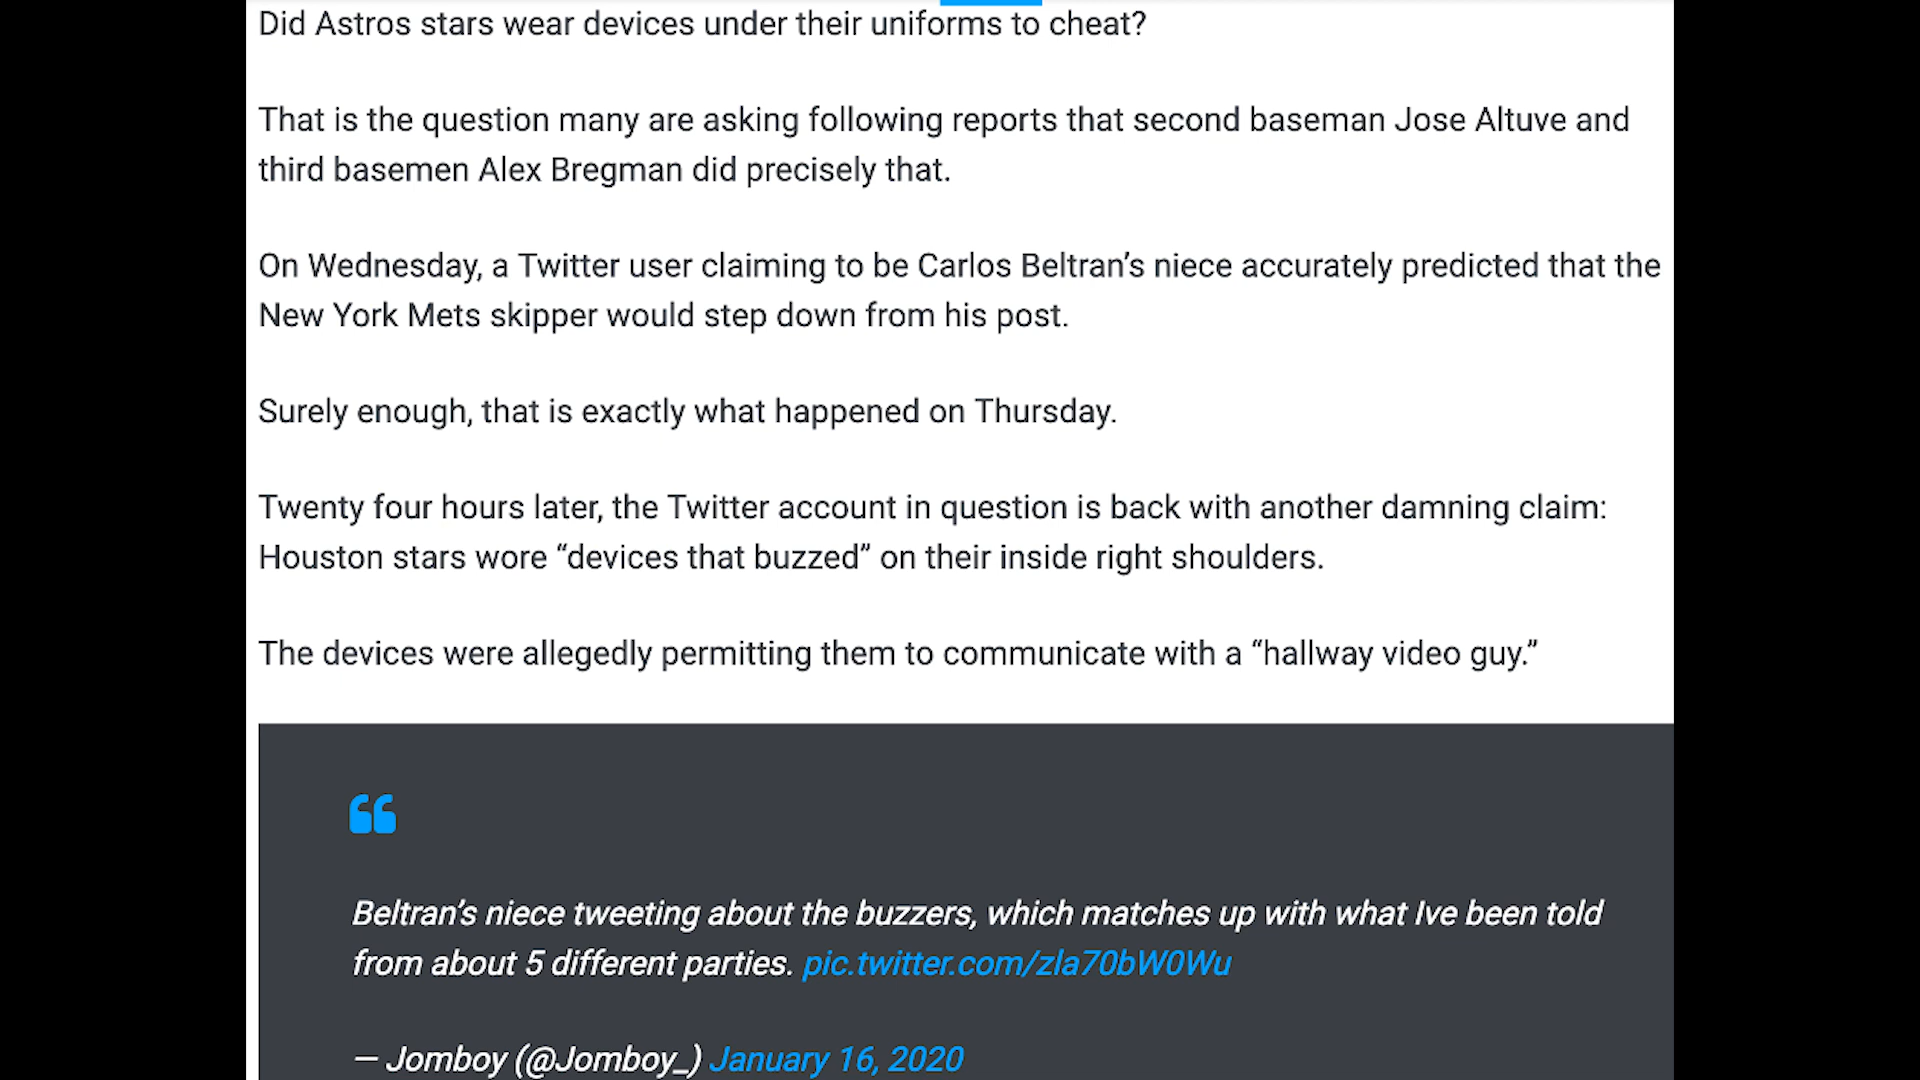 Did Astros stars wear devices under their uniforms to cheat?
That is the question many are asking following reports that second baseman Jose Altuve and
third basemen Alex Bregman did precisely that.
On Wednesday, a Twitter user claiming to be Carlos Beltran’s niece accurately predicted that the
New York Mets skipper would step down from his post.
Surely enough, that is exactly what happened on Thursday.
Twenty four hours later, the Twitter account in question is back with another damning claim:
Houston stars wore “devices that buzzed” on their inside right shoulders.
The devices were allegedly permitting them to communicate with a “hallway video guy.”
“
Beltran’s niece tweeting about the buzzers, which matches up with what Ive been told
from about 5 different parties. pic.twitter.com/zla70bW0Wu
— Jomboy (@Jomboy_) January 16, 2020